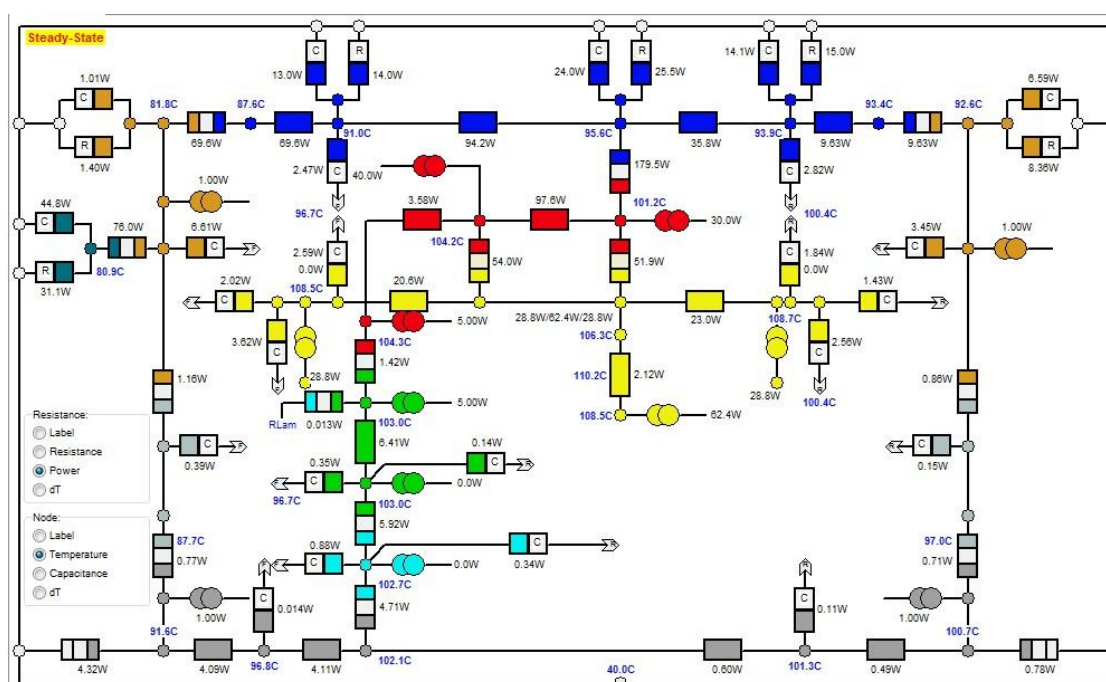 Steady-State
C
R
C
R
C
R
13.0W
14.0W
24.0W
25.5W
14.1W
15.0W
1.01W
C
R
1.40W
81.8C
69.6W
87.6C
69.6W
91.0C
94.2W
95.6C
35.8W
93.9C
9.63W
93.4C
9.63W
92.6C
6.59W
C
R
8.36W
2.47W
C
96.7C
40.0W
179.5W
101.2C
2.82W
C
100.4C
44.8W
C
76.0W
80.9C
R
31.1W
1.00W
6.61W
C
F
3.58W
104.2C
97.6W
30.0W
3.45W
R
C
1.00W
F
2.59W
C
0.0W
108.5C
54.0W
51.9W
R
C
1.84W
0.0W
108.7C
2.02W
F
C
20.6W
28.8W/62.4W/28.8W
23.0W
1.43W
C
R
3.62W
C
F
28.8W
5.00W
104.3C
1.42W
106.3C
110.2C
2.12W
108.5C
62.4W
28.8W
2.56W
C
R
100.4C
1.16W
0.86W
RLam
0.013W
103.0C
5.00W
6.41W
Resistance:
Label
Resistance
Power
dT
C
F
0.39W
0.35W
F
C
96.7C
103.0C
0.0W
0.14W
C
R
R
C
0.15W
Node:
Label
Temperature
Capacitance
dT
87.7C
0.77W
5.92W
0.88W
F
C
102.7C
0.0W
C
R
0.34W
97.0C
0.71W
1.00W
F
C
0.014W
4.71W
R
C
0.11W
1.00W
91.6C
4.32W
4.09W
96.8C
4.11W
102.1C
40.0C
0.60W
101.3C
0.49W
100.7C
0.78W